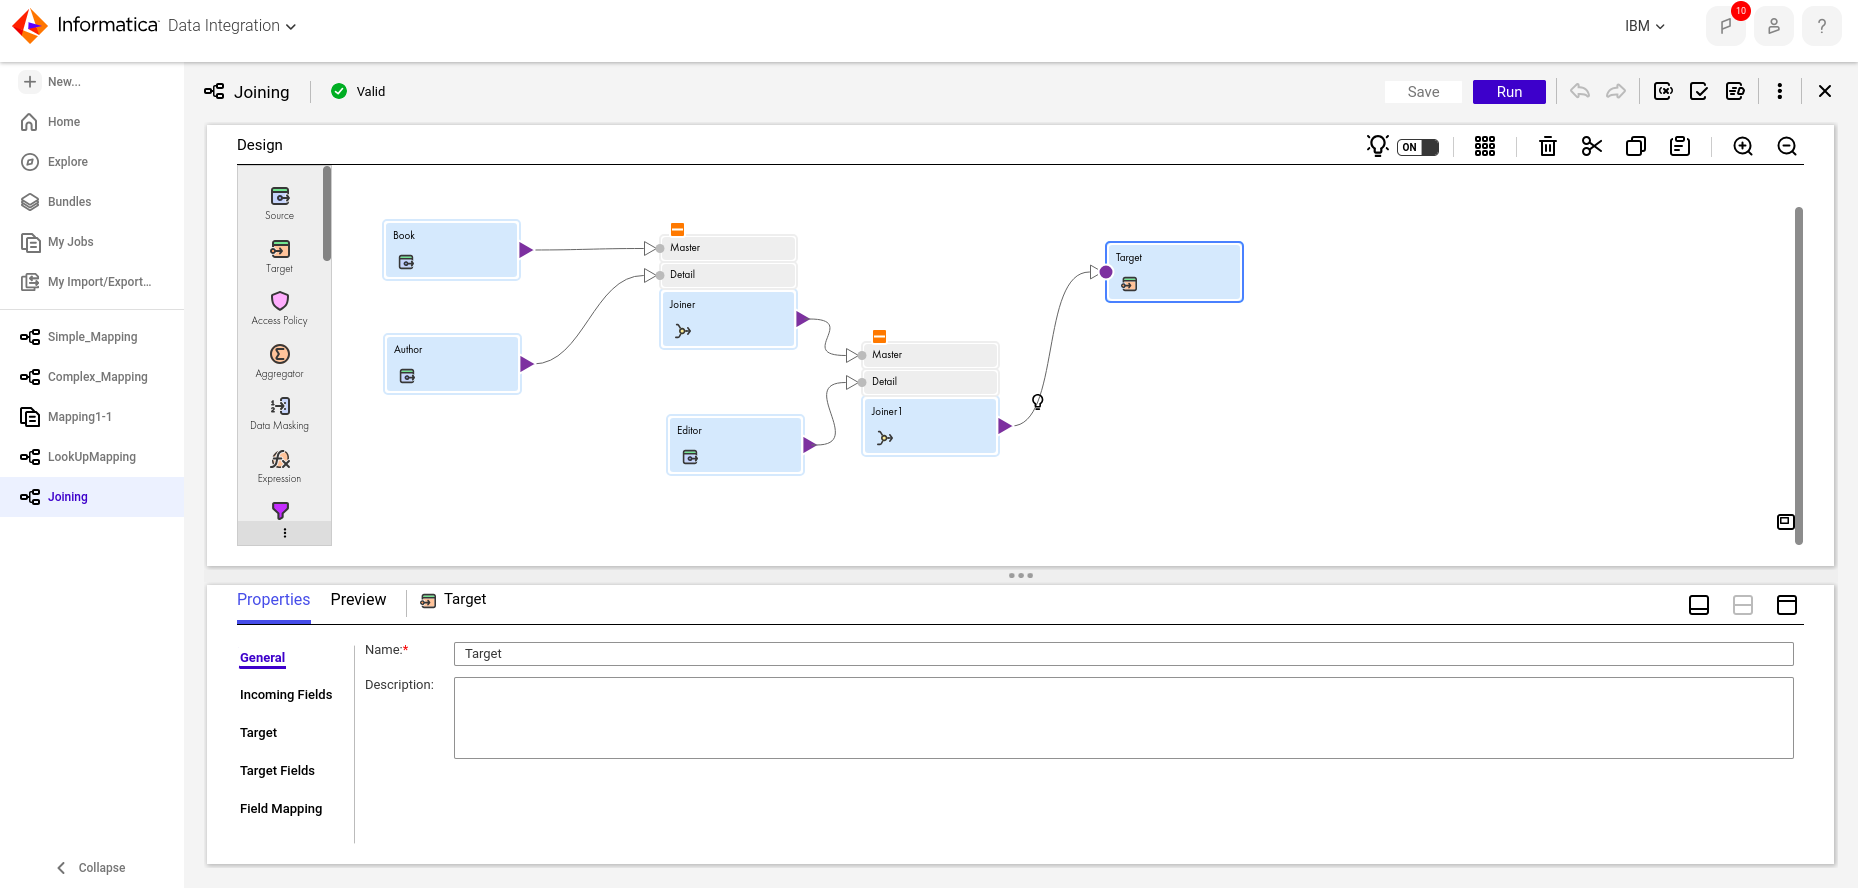 Informatica Data Integration
IBM
10
?
New...
Home
Explore
Bundles
My Jobs
My Import/Export...
Simple_Mapping
Complex_Mapping
Mapping1-1
LookUpMapping
Joining
Collapse
Joining
Valid
Save
Run
Design
ON
Source
Target
Access Policy
Aggregator
Data Masking
Expression
Book
Author
Master
Detail
Joiner
Editor
Master
Detail
Joiner1
Target
Properties
Preview
Target
General
Incoming Fields
Target
Target Fields
Field Mapping
Name:*
Target
Description: